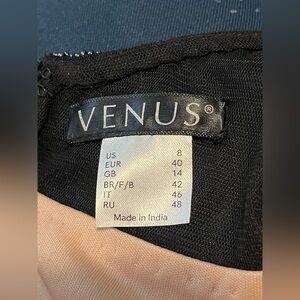 VENUS®
US 8
EUR 40
GB 14
BR/F/B 42
IT 46
RU 48
Made in India